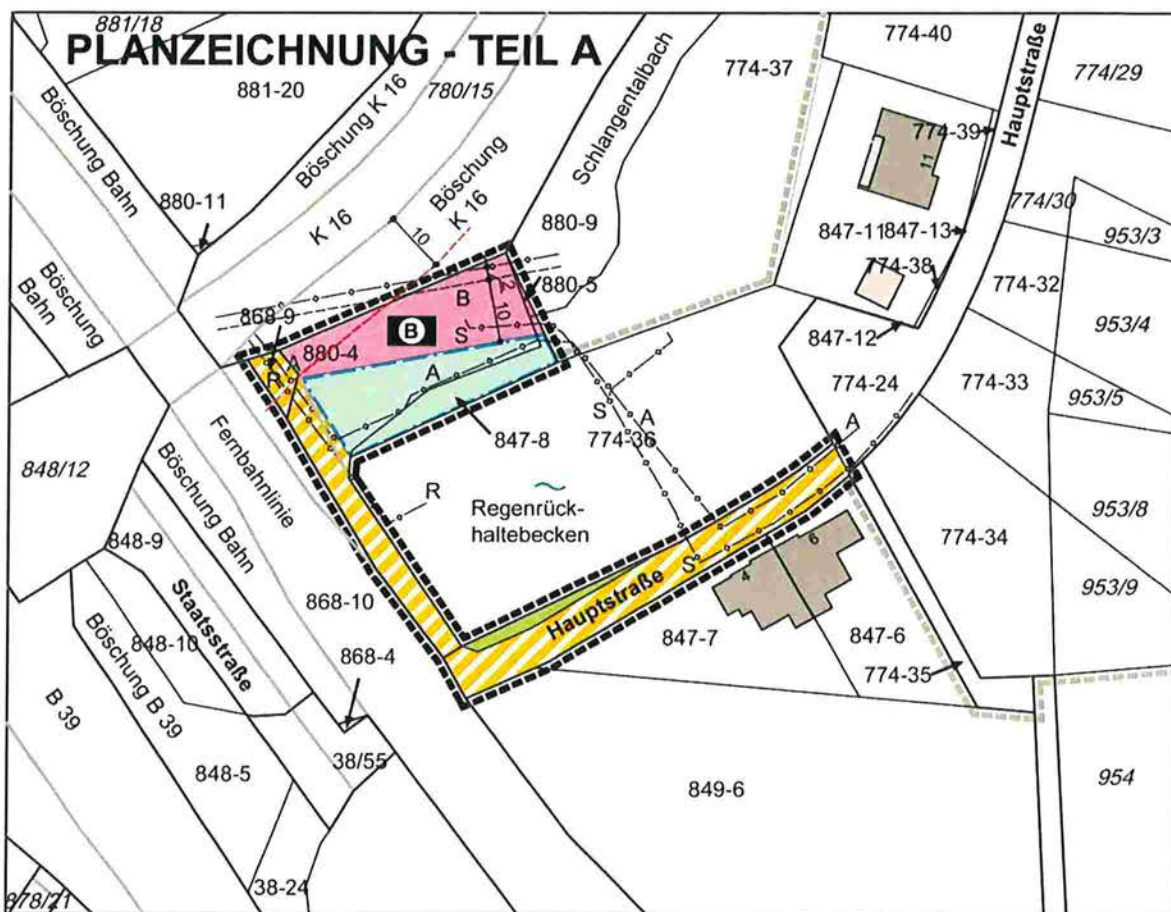 PLANZEICHNUNG - TEIL A
881/18
881-20
780/15
Schlangentalbach
774-37
774-40
Hauptstraße
774/29
Böschung Bahn
Böschung K 16
Böschung
K 16
K 16
880-11
10
880-9
774-39
11
847-11
847-13
774-38
774/30
953/3
Böschung
Bahn
868-9
B
12
10
880-5
B
S
774-32
953/4
847-12
A
R
880-4
A
774-24
774-33
953/5
S
A
774-36
847-8
A
848/12
Böschung Bahn
Fernbahnlinie
R
Regenrück-
haltebecken
953/8
774-34
848-9
S
6
4
953/9
Staatsstraße
868-10
Hauptstraße
848-10
847-7
847-6
Böschung B 39
868-4
774-35
B 39
38/55
848-5
849-6
954
38-24
878/21